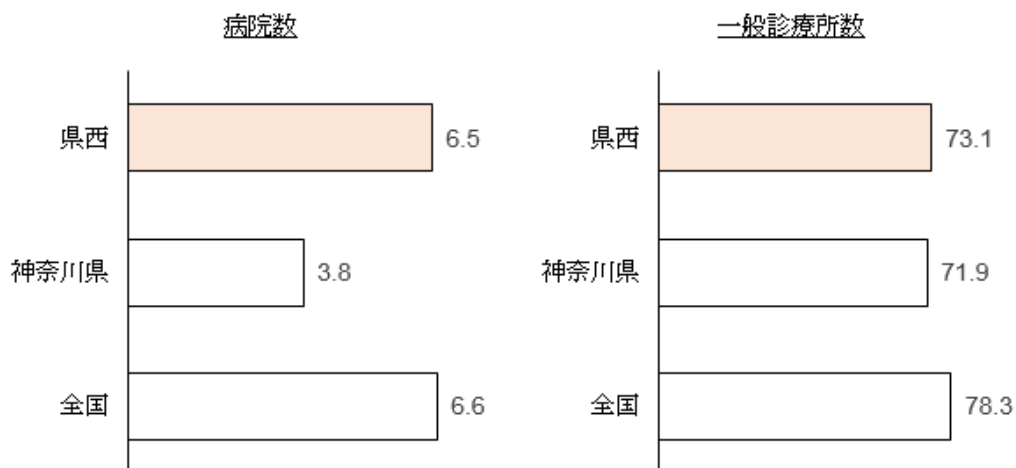 病院数
県西
6.5
神奈川県
3.8
全国
6.6
一般診療所数
県西
73.1
神奈川県
71.9
全国
78.3